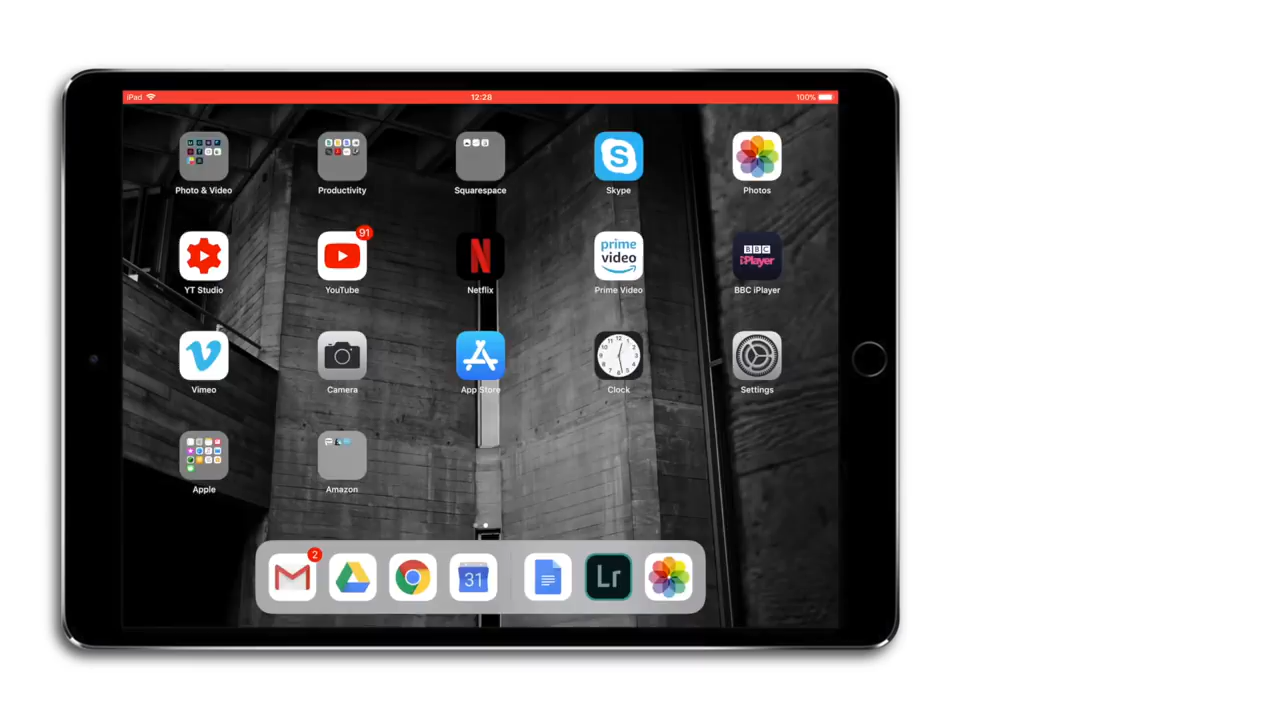 iPad 12:28 100%
Photo & Video Productivity Squarespace Skype Photos
91
prime video
BBC iPlayer
YT Studio YouTube Netflix Prime Video BBC iPlayer
Vimeo Camera App Store Clock Settings
Apple Amazon
2
31 Lr